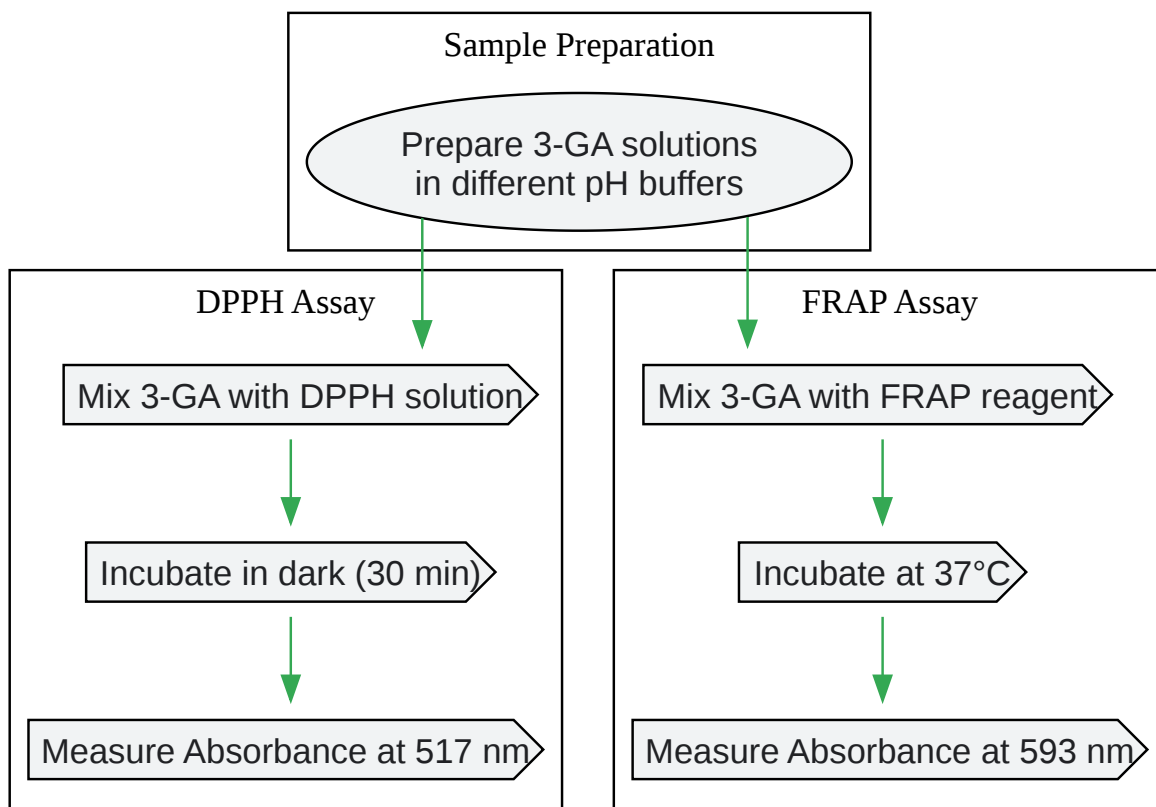 Sample Preparation
Prepare 3-GA solutions
in different pH buffers
DPPH Assay
Mix 3-GA with DPPH solution
Incubate in dark (30 min)
Measure Absorbance at 517 nm
FRAP Assay
Mix 3-GA with FRAP reagent
Incubate at 37°C
Measure Absorbance at 593 nm